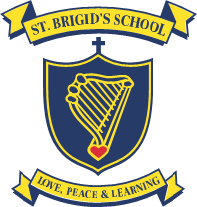 ST. BRIGID'S SCHOOL
LOVE, PEACE & LEARNING